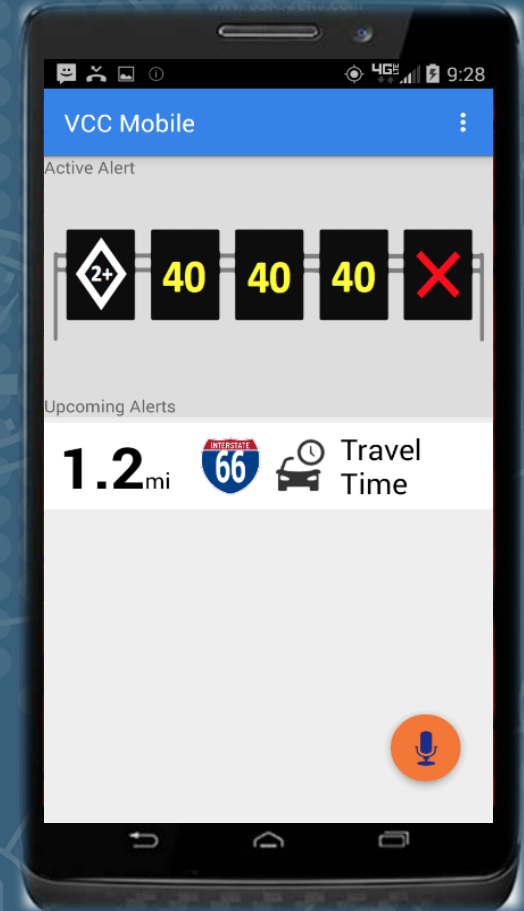 4G LTE 9:28
VCC Mobile
Active Alert
2+ 40 40 40
Upcoming Alerts
1.2mi INTERSTATE 66 Travel Time